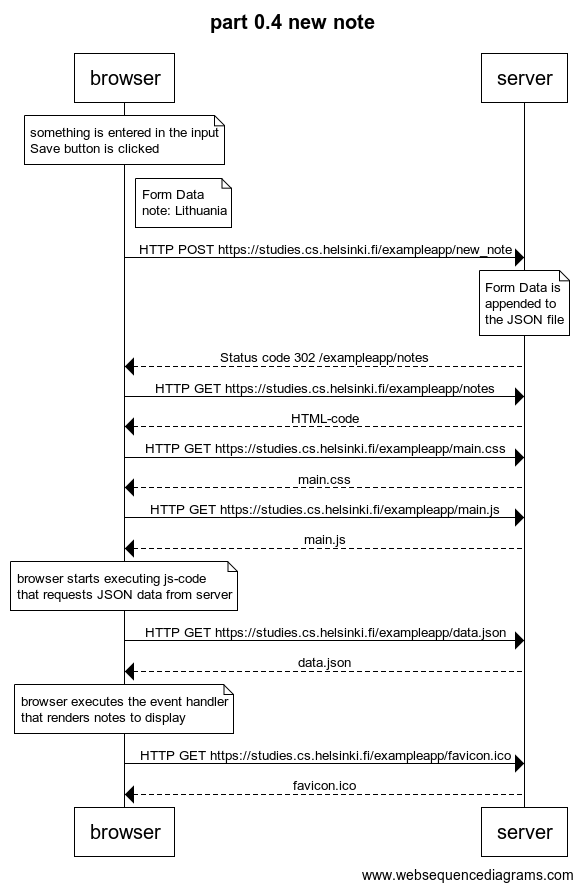 part 0.4 new note
browser
server
something is entered in the input
Save button is clicked
Form Data
note: Lithuania
HTTP POST https://studies.cs.helsinki.fi/exampleapp/new_note
Form Data is
appended to
the JSON file
Status code 302 /exampleapp/notes
HTTP GET https://studies.cs.helsinki.fi/exampleapp/notes
HTML-code
HTTP GET https://studies.cs.helsinki.fi/exampleapp/main.css
main.css
HTTP GET https://studies.cs.helsinki.fi/exampleapp/main.js
main.js
browser starts executing js-code
that requests JSON data from server
HTTP GET https://studies.cs.helsinki.fi/exampleapp/data.json
data.json
browser executes the event handler
that renders notes to display
HTTP GET https://studies.cs.helsinki.fi/exampleapp/favicon.ico
favicon.ico
browser
server
www.websequencediagrams.com